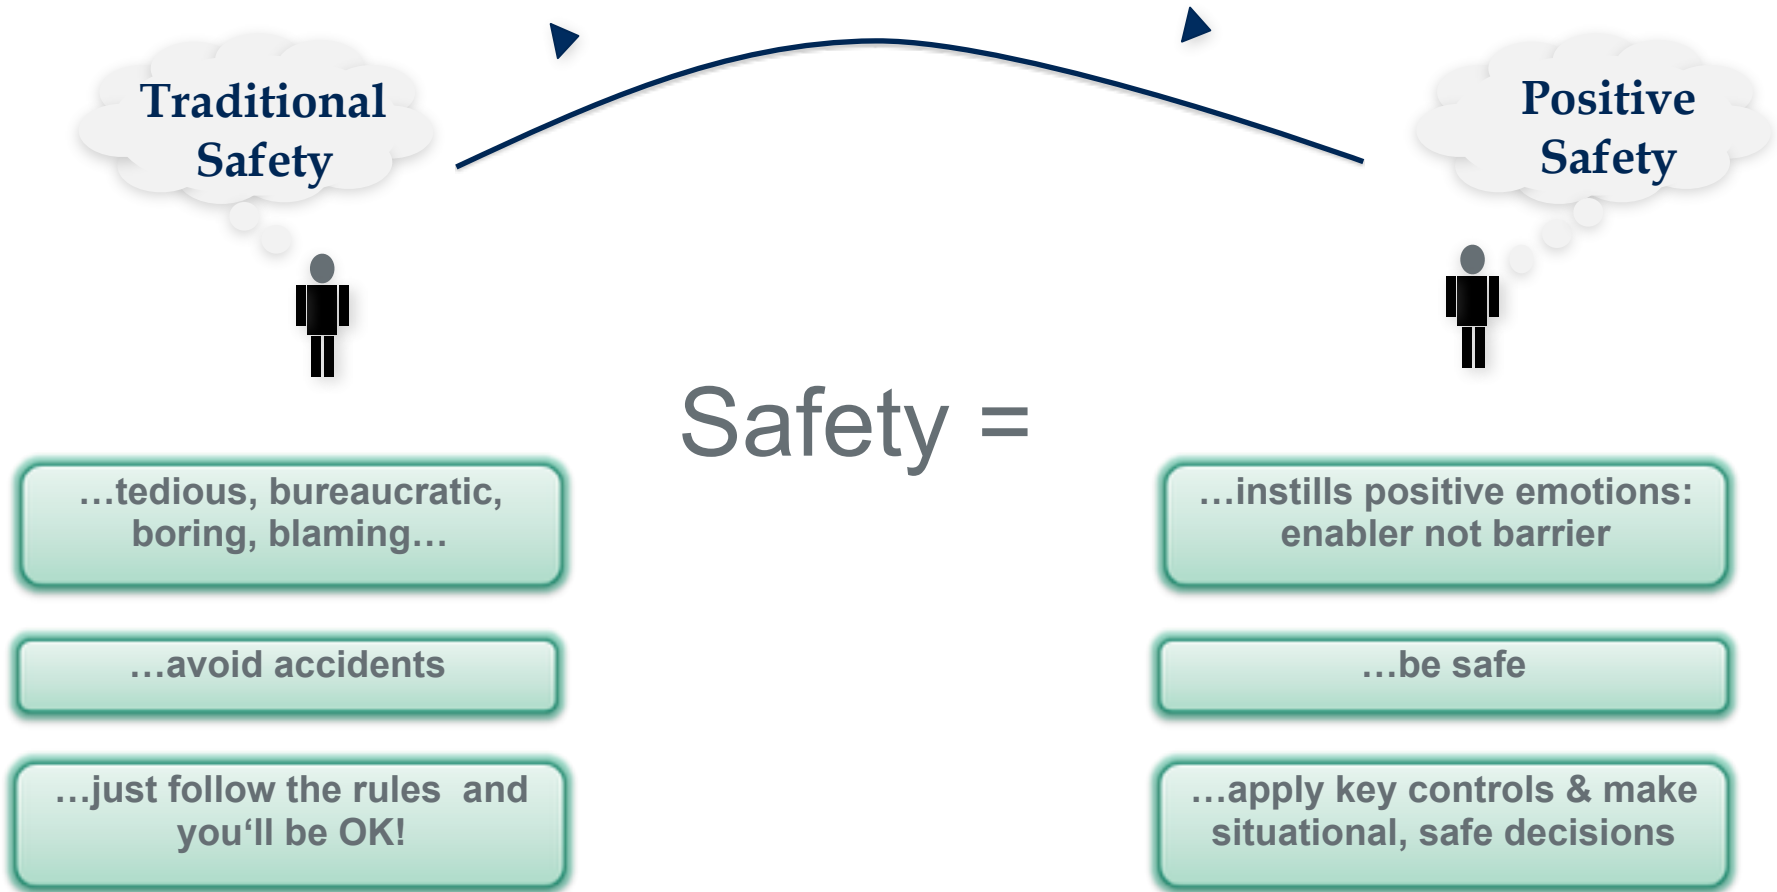 Traditional
Safety
Positive
Safety
Safety =
…tedious, bureaucratic,
boring, blaming…
…instills positive emotions:
enabler not barrier
…avoid accidents
…be safe
…just follow the rules  and
you‘ll be OK!
…apply key controls & make
situational, safe decisions